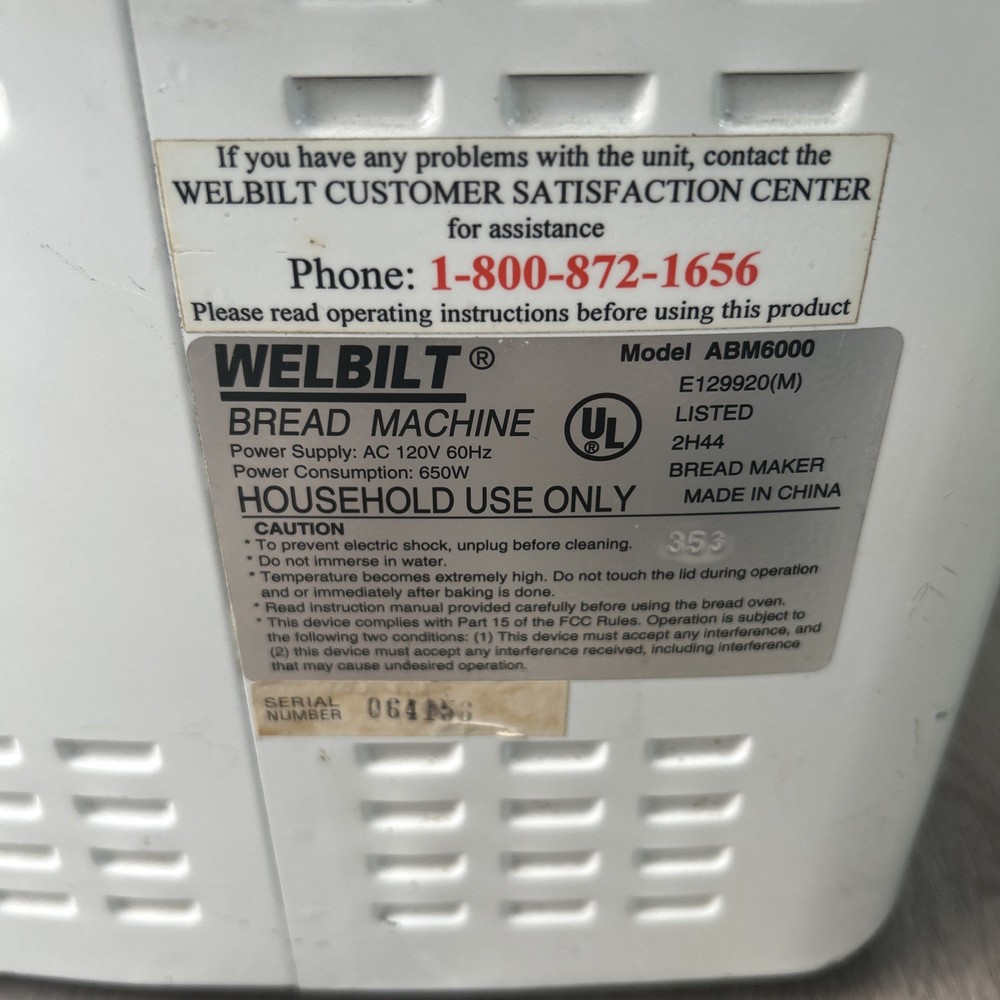 If you have any problems with the unit, contact the
WELBILT CUSTOMER SATISFACTION CENTER
for assistance
Phone: 1-800-872-1656
Please read operating instructions before using this product
WELBILT ®
BREAD MACHINE
Power Supply: AC 120V 60Hz
Power Consumption: 650W
HOUSEHOLD USE ONLY
UL ®
Model ABM6000
E129920(M)
LISTED
2H44
BREAD MAKER
MADE IN CHINA
CAUTION
* To prevent electric shock, unplug before cleaning.
353
* Do not immerse in water.
* Temperature becomes extremely high. Do not touch the lid during operation
and or immediately after baking is done.
* Read instruction manual provided carefully before using the bread oven.
* This device complies with Part 15 of the FCC Rules. Operation is subject to
the following two conditions: (1) This device must accept any interference, and
(2) this device must accept any interference received, including interference
that may cause undesired operation.
SERIAL
NUMBER